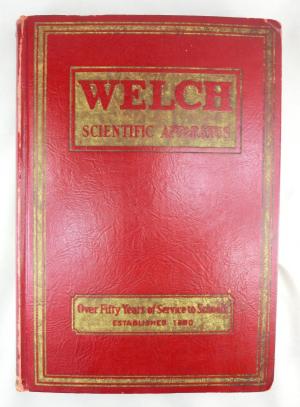 WELCH
SCIENTIFIC APPARATUS
Over Fifty Years of Service to Schools
ESTABLISHED 1880